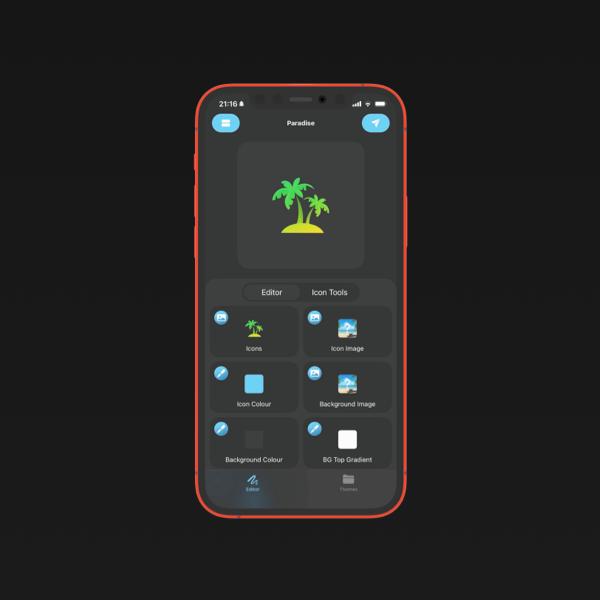 21:16
Paradise
Editor
Icon Tools
Icons
Icon Image
Icon Colour
Background Image
Background Colour
BG Top Gradient
Editor
Themes